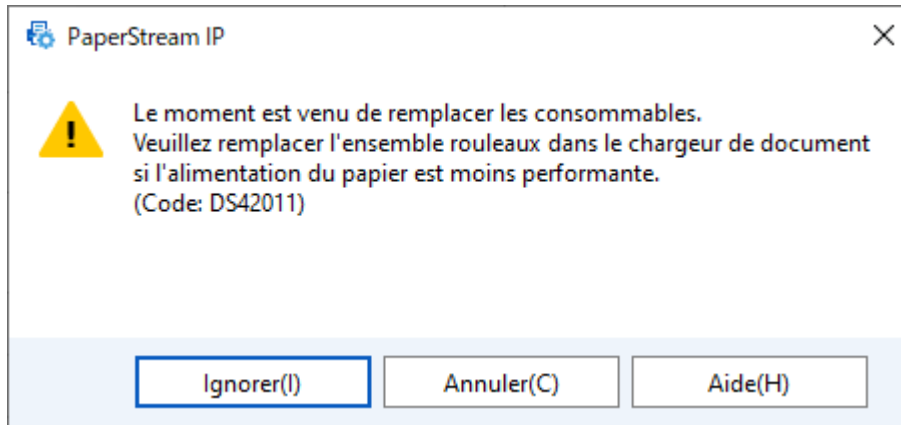 PaperStream IP
Le moment est venu de remplacer les consommables.
Veuillez remplacer l'ensemble rouleaux dans le chargeur de document
si l'alimentation du papier est moins performante.
(Code: DS42011)
Ignorer(I)
Annuler(C)
Aide(H)